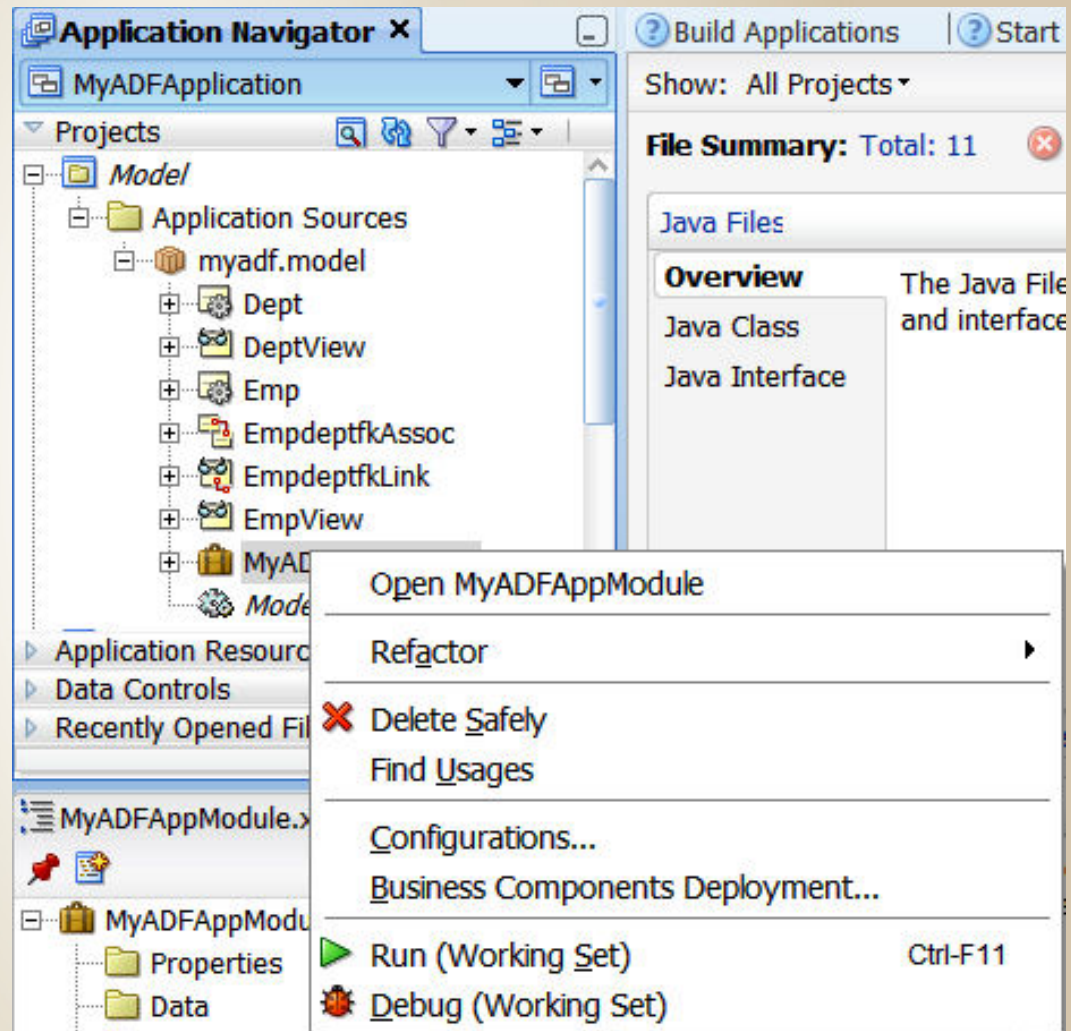 Application Navigator
MyADFApplication
Projects
Model
Application Sources
myadf.model
Dept
DeptView
Emp
EmpdeptfkAssoc
EmpdeptfkLink
EmpView
MyAD
Mode
Application Resourc
Data Controls
Recently Opened Fil
MyADFAppModule.x
MyADFAppModu
Properties
Data
Build Applications
Start
Show: All Projects
File Summary: Total: 11
Java Files
Overview
Java Class
Java Interface
The Java File
and interface
Open MyADFAppModule
Refactor
Delete Safely
Find Usages
Configurations...
Business Components Deployment...
Run (Working Set) Ctrl-F11
Debug (Working Set)